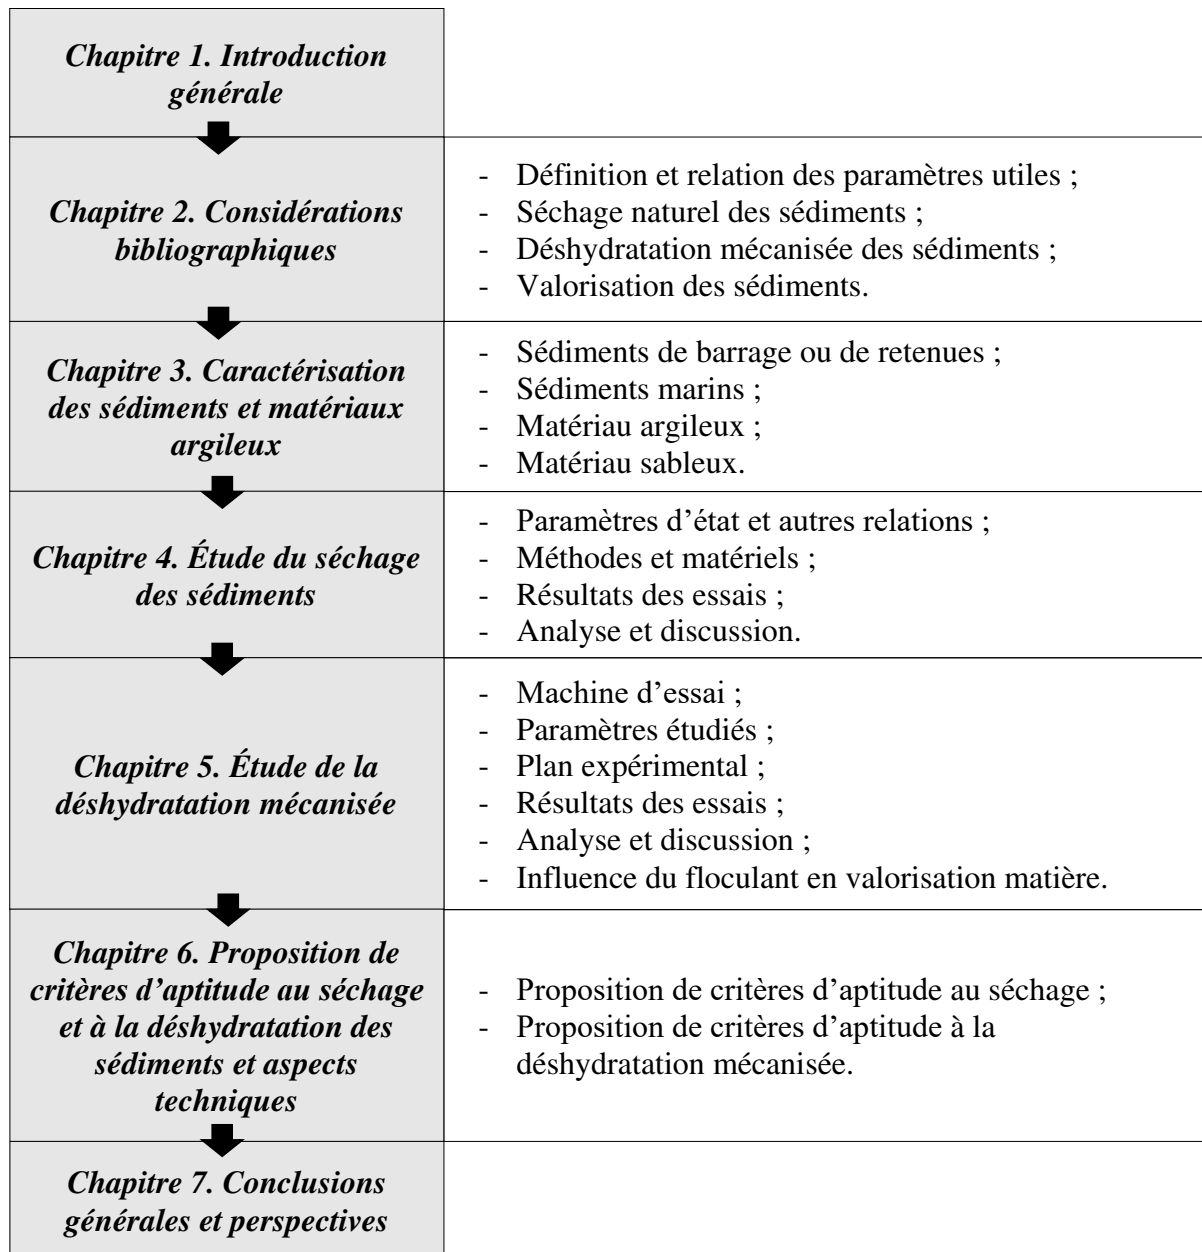 Chapitre 1. Introduction
générale
Chapitre 2. Considérations
bibliographiques
- Définition et relation des paramètres utiles ;
- Séchage naturel des sédiments ;
- Déshydratation mécanisée des sédiments ;
- Valorisation des sédiments.
Chapitre 3. Caractérisation
des sédiments et matériaux
argileux
- Sédiments de barrage ou de retenues ;
- Sédiments marins ;
- Matériau argileux ;
- Matériau sableux.
Chapitre 4. Étude du séchage
des sédiments
- Paramètres d’état et autres relations ;
- Méthodes et matériels ;
- Résultats des essais ;
- Analyse et discussion.
Chapitre 5. Étude de la
déshydratation mécanisée
- Machine d’essai ;
- Paramètres étudiés ;
- Plan expérimental ;
- Résultats des essais ;
- Analyse et discussion ;
- Influence du floculant en valorisation matière.
Chapitre 6. Proposition de
critères d’aptitude au séchage
et à la déshydratation des
sédiments et aspects
techniques
- Proposition de critères d’aptitude au séchage ;
- Proposition de critères d’aptitude à la
déshydratation mécanisée.
Chapitre 7. Conclusions
générales et perspectives